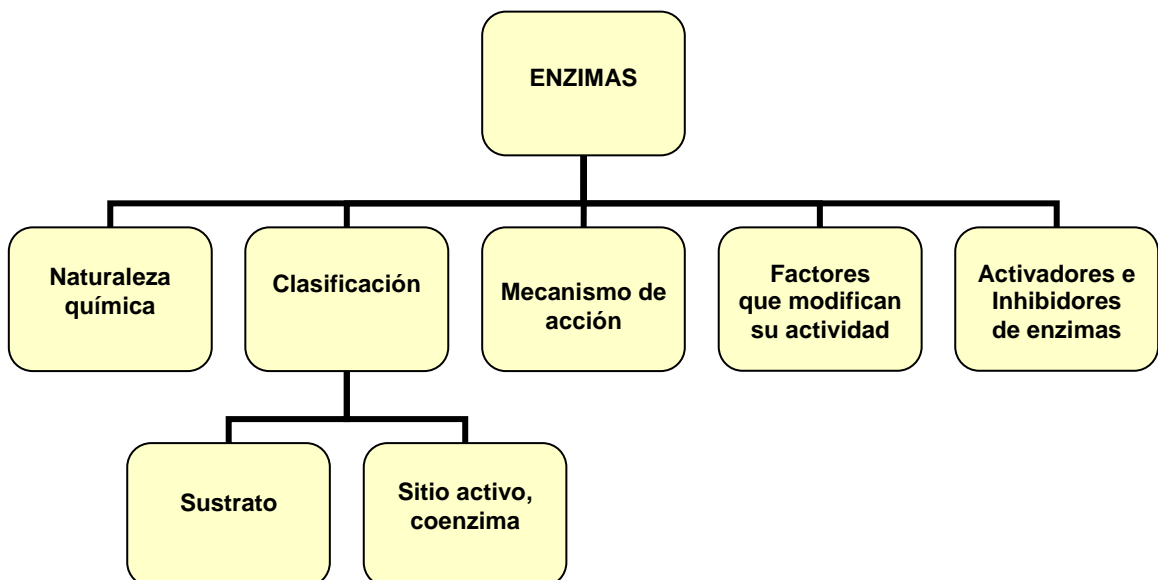 ENZIMAS
Naturaleza
química
Clasificación
Mecanismo de
acción
Factores
que modifican
su actividad
Activadores e
Inhibidores
de enzimas
Sustrato
Sitio activo,
coenzima